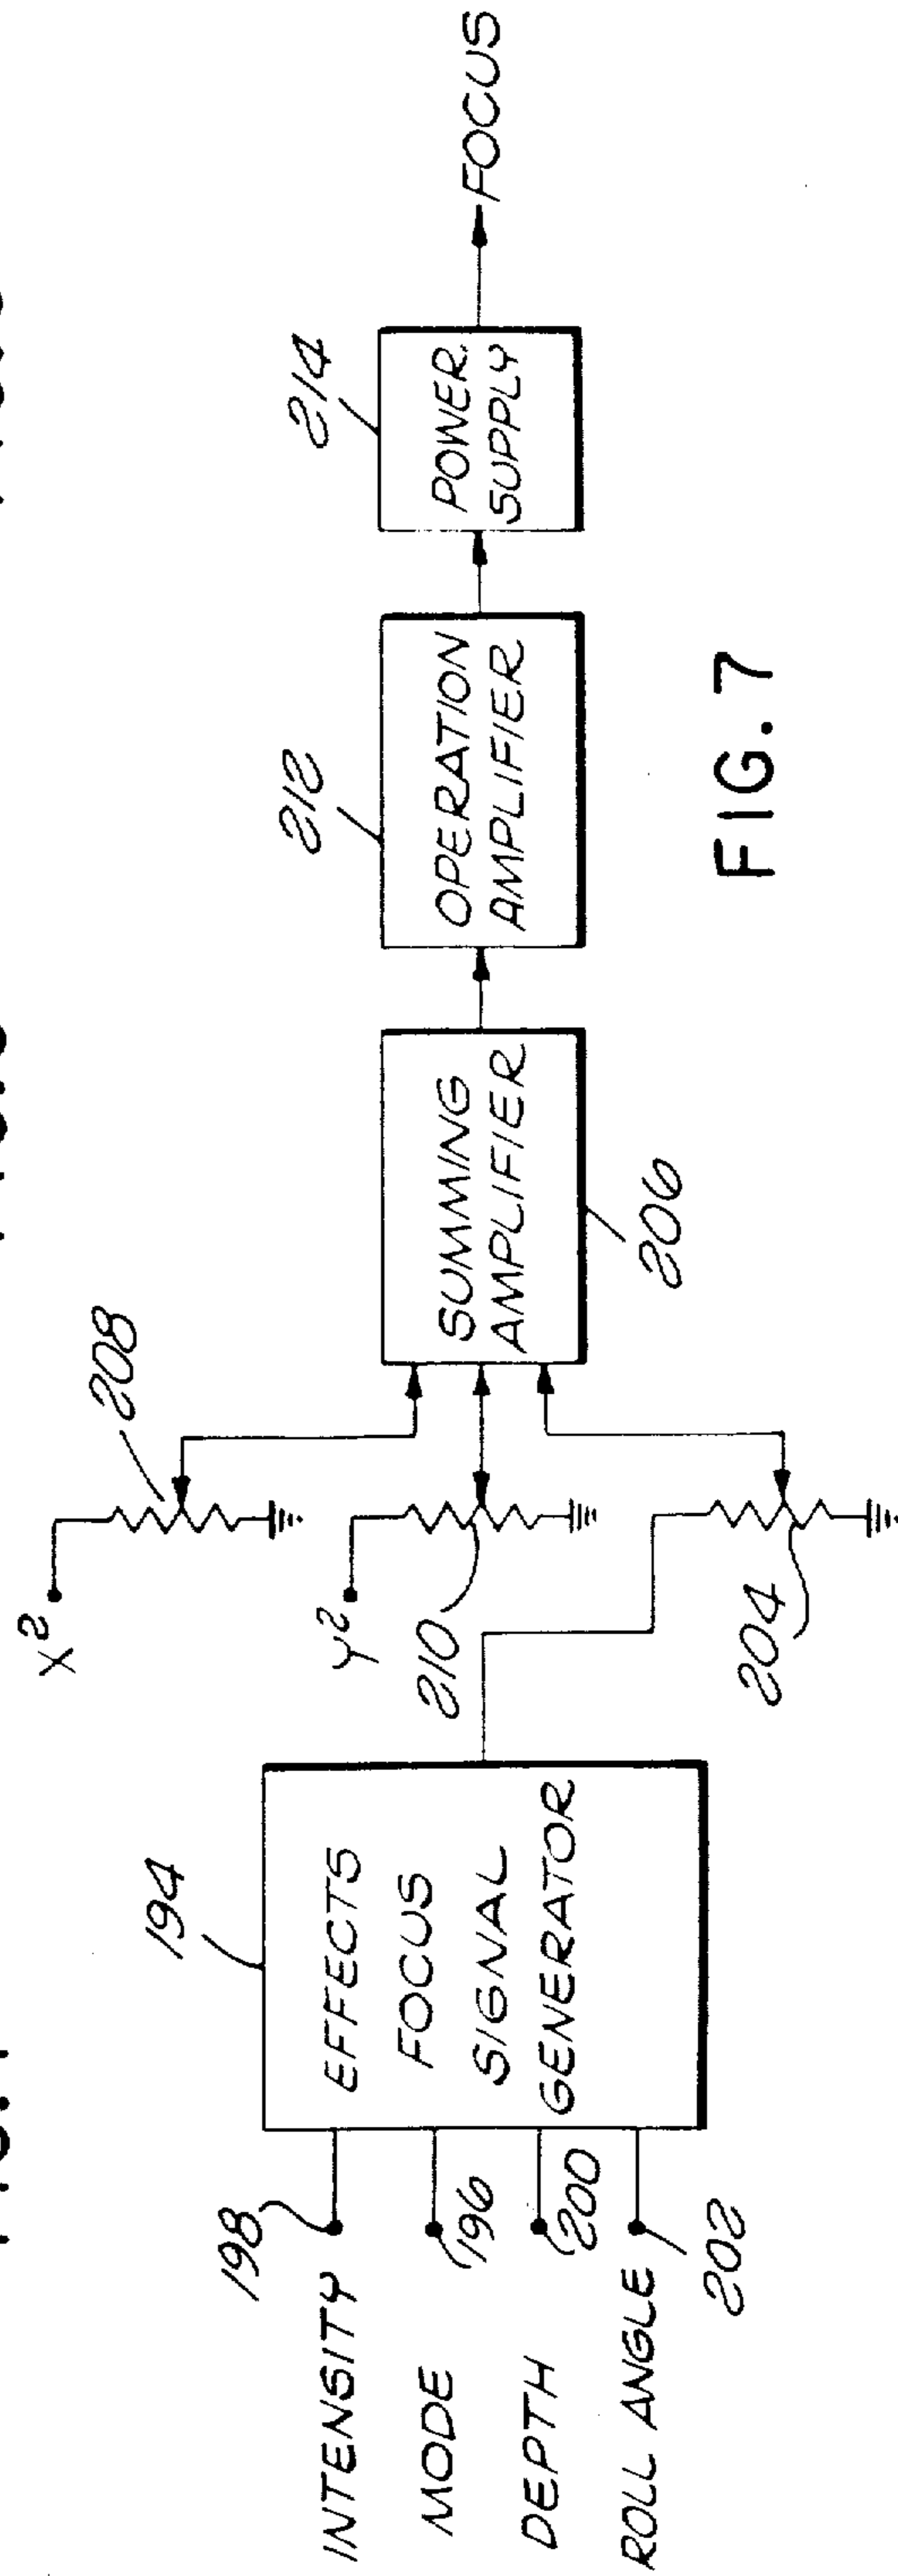 INTENSITY
198
MODE
196
DEPTH
200
ROLL ANGLE
202
194
EFFECTS
FOCUS
SIGNAL
GENERATOR
X²
208
Y²
210
204
SUMMING
AMPLIFIER
206
212
OPERATION
AMPLIFIER
214
POWER
SUPPLY
FOCUS
FIG. 7